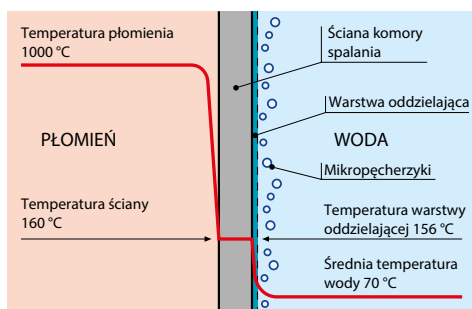 Temperatura płomienia
1000 °C
PŁOMIEŃ
Temperatura ściany
160 °C
Ściana komory
spalania
Warstwa oddzielająca
WODA
Mikropęcherzyki
Temperatura warstwy
oddzielającej 156 °C
Średnia temperatura
wody 70 °C